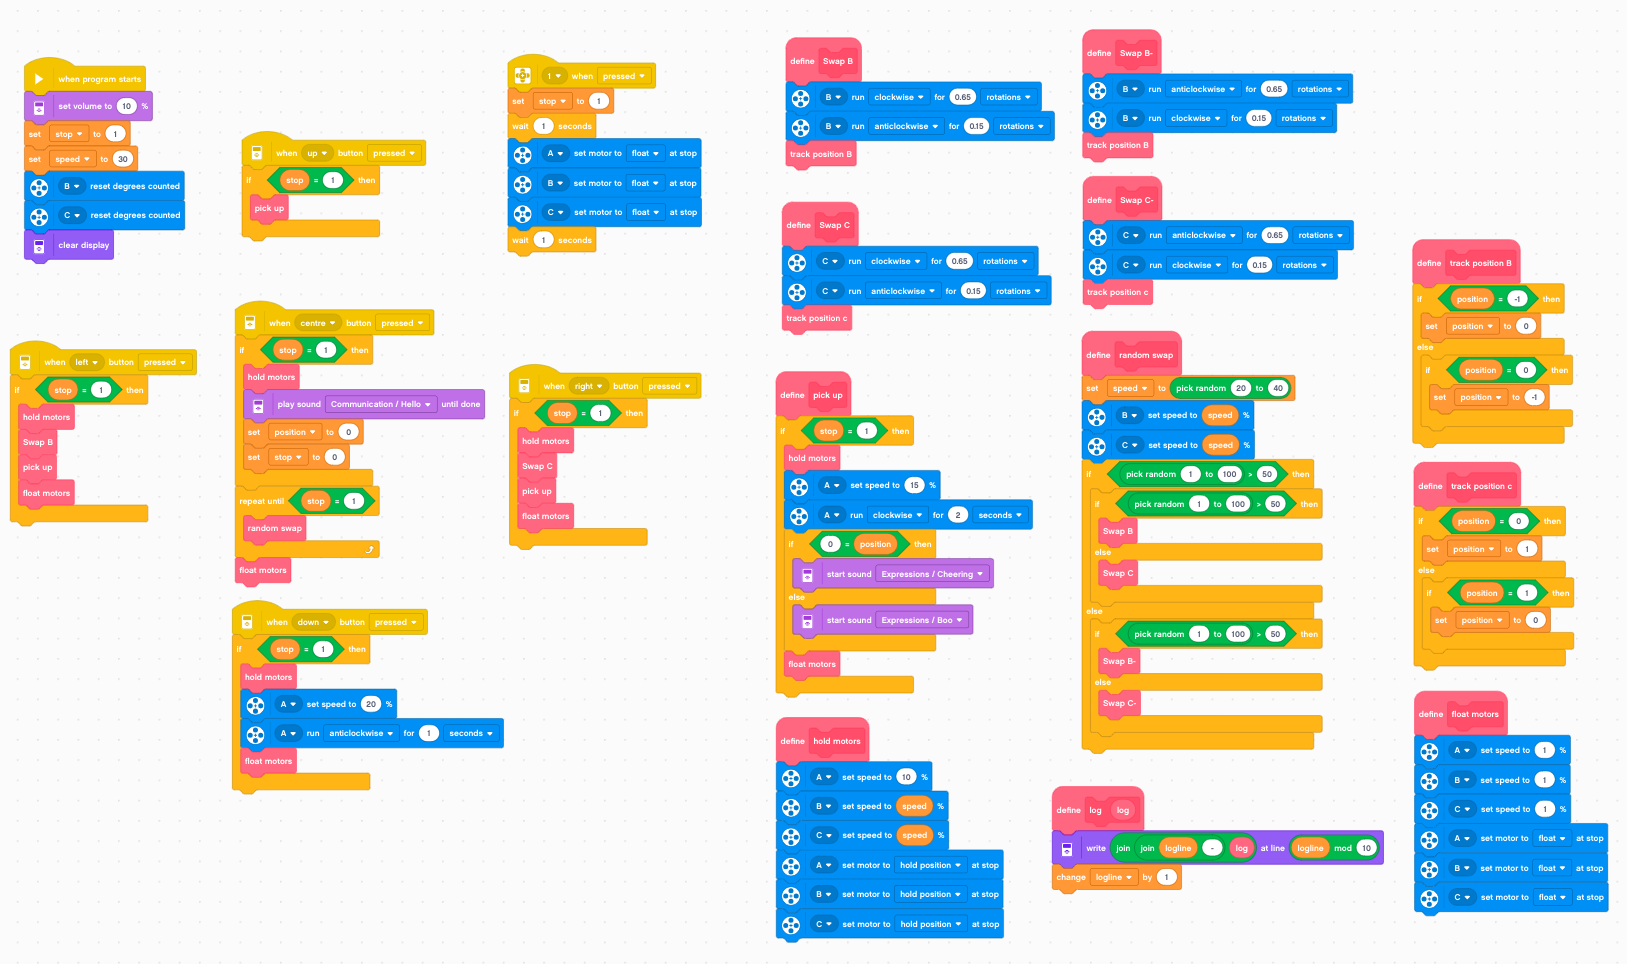 when program starts
set volume to 10 %
set stop to 1
set speed to 30
B reset degrees counted
C reset degrees counted
clear display
when up button pressed
if stop = 1 then
pick up
1 when pressed
set stop to 1
wait 1 seconds
A set motor to float at stop
B set motor to float at stop
C set motor to float at stop
wait 1 seconds
when left button pressed
if stop = 1 then
hold motors
Swap B
pick up
float motors
when centre button pressed
if stop = 1 then
hold motors
play sound Communication / Hello until done
set position to 0
set stop to 0
repeat until stop = 1
random swap
float motors
when right button pressed
if stop = 1 then
hold motors
Swap C
pick up
float motors
when down button pressed
if stop = 1 then
hold motors
A set speed to 20 %
A run anticlockwise for 1 seconds
float motors
define Swap B
B run clockwise for 0.65 rotations
B run anticlockwise for 0.15 rotations
track position B
define Swap C
C run clockwise for 0.65 rotations
C run anticlockwise for 0.15 rotations
track position c
define pick up
if stop = 1 then
hold motors
A set speed to 15 %
A run clockwise for 2 seconds
if 0 = position then
start sound Expressions / Cheering
else
start sound Expressions / Boo
float motors
define hold motors
A set speed to 10 %
B set speed to speed %
C set speed to speed %
A set motor to hold position at stop
B set motor to hold position at stop
C set motor to hold position at stop
define Swap B-
B run anticlockwise for 0.65 rotations
B run clockwise for 0.15 rotations
track position B
define Swap C-
C run anticlockwise for 0.65 rotations
C run clockwise for 0.15 rotations
track position c
define random swap
set speed to pick random 20 to 40
B set speed to speed %
C set speed to speed %
if pick random 1 to 100 > 50 then
if pick random 1 to 100 > 50 then
Swap B
else
Swap C
else
if pick random 1 to 100 > 50 then
Swap B-
else
Swap C-
define log log
write join join logline - log at line logline mod 10
change logline by 1
define track position B
if position = -1 then
set position to 0
else
if position = 0 then
set position to -1
define track position c
if position = 0 then
set position to 1
else
if position = 1 then
set position to 0
define float motors
A set speed to 1 %
B set speed to 1 %
C set speed to 1 %
A set motor to float at stop
B set motor to float at stop
C set motor to float at stop